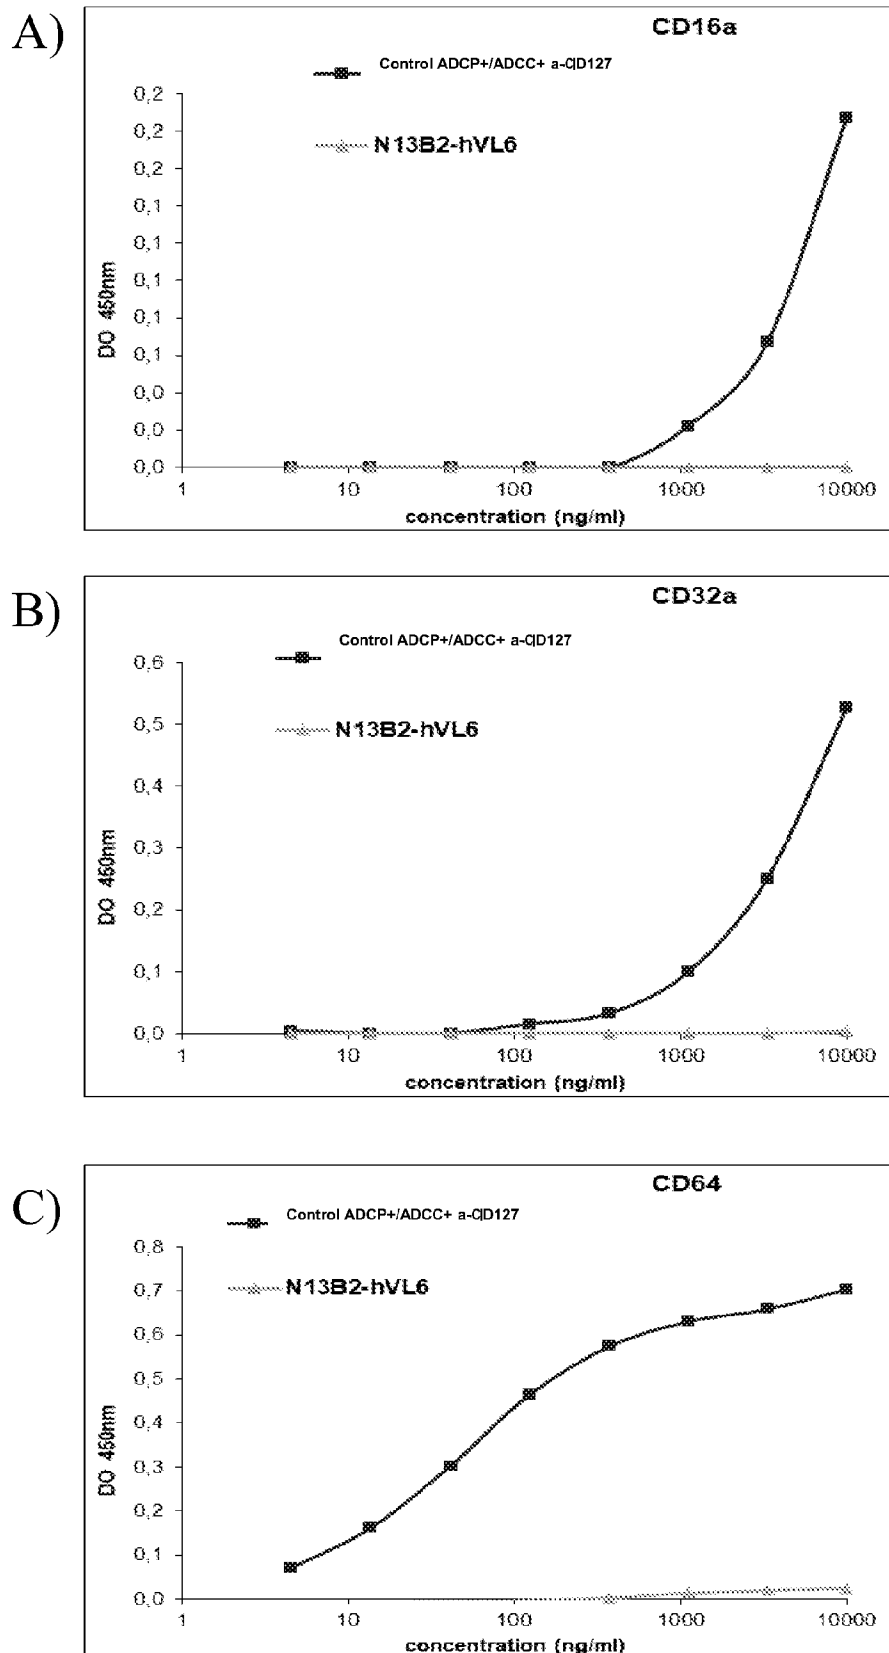 A)
CD16a
Control ADCP+/ADCC+ a-CD127
N13B2-hVL6
0,2
0,2
0,2
0,1
0,1
0,1
0,1
0,1
0,0
0,0
0,0
DO 450nm
1 10 100 1000 10000
concentration (ng/ml)
B)
CD32a
Control ADCP+/ADCC+ a-CD127
N13B2-hVL6
0,6
0,5
0,4
0,3
0,2
0,1
0,0
DO 450nm
1 10 100 1000 10000
concentration (ng/ml)
C)
CD64
Control ADCP+/ADCC+ a-CD127
N13B2-hVL6
0,8
0,7
0,6
0,5
0,4
0,3
0,2
0,1
0,0
DO 450nm
1 10 100 1000 10000
concentration (ng/ml)